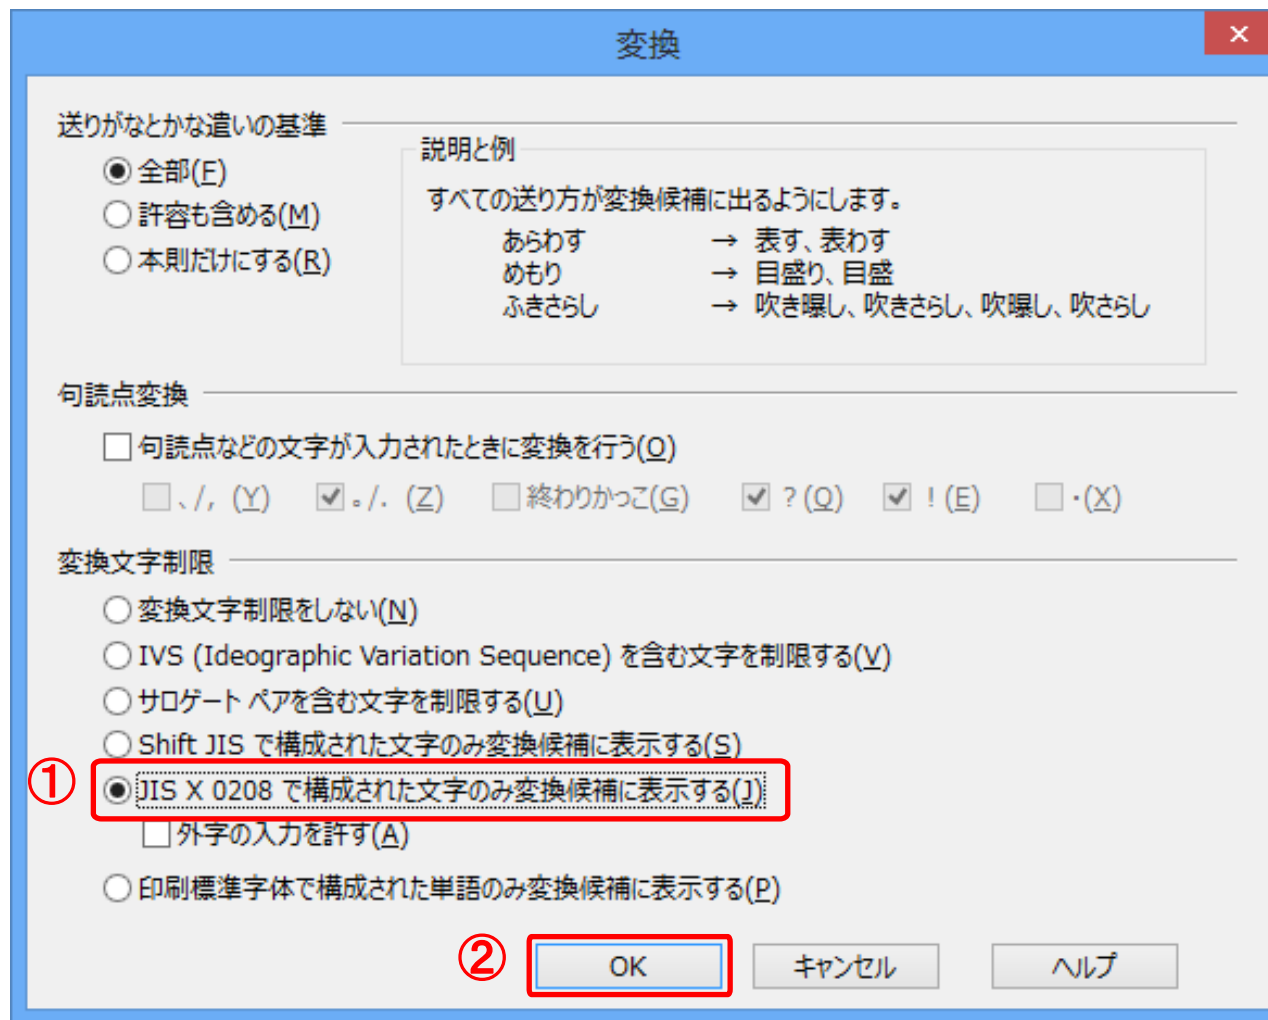 変換
送りがなとかな遣いの基準
全部(F)
許容も含める(M)
本則だけにする(R)
説明と例
すべての送り方が変換候補に出るようにします。
あらわす → 表す、表わす
めもり → 目盛り、目盛
ふきさらし → 吹き曝し、吹きさらし、吹曝し、吹さらし
句読点変換
句読点などの文字が入力されたときに変換を行う(O)
、/, (Y) 。/. (Z) 終わりかっこ(G) ? (Q) ! (E) ・(X)
変換文字制限
変換文字制限をしない(N)
IVS (Ideographic Variation Sequence) を含む文字を制限する(V)
サロゲート ペアを含む文字を制限する(U)
Shift JIS で構成された文字のみ変換候補に表示する(S)
① JIS X 0208 で構成された文字のみ変換候補に表示する(J)
外字の入力を許す(A)
印刷標準字体で構成された単語のみ変換候補に表示する(P)
② OK キャンセル ヘルプ